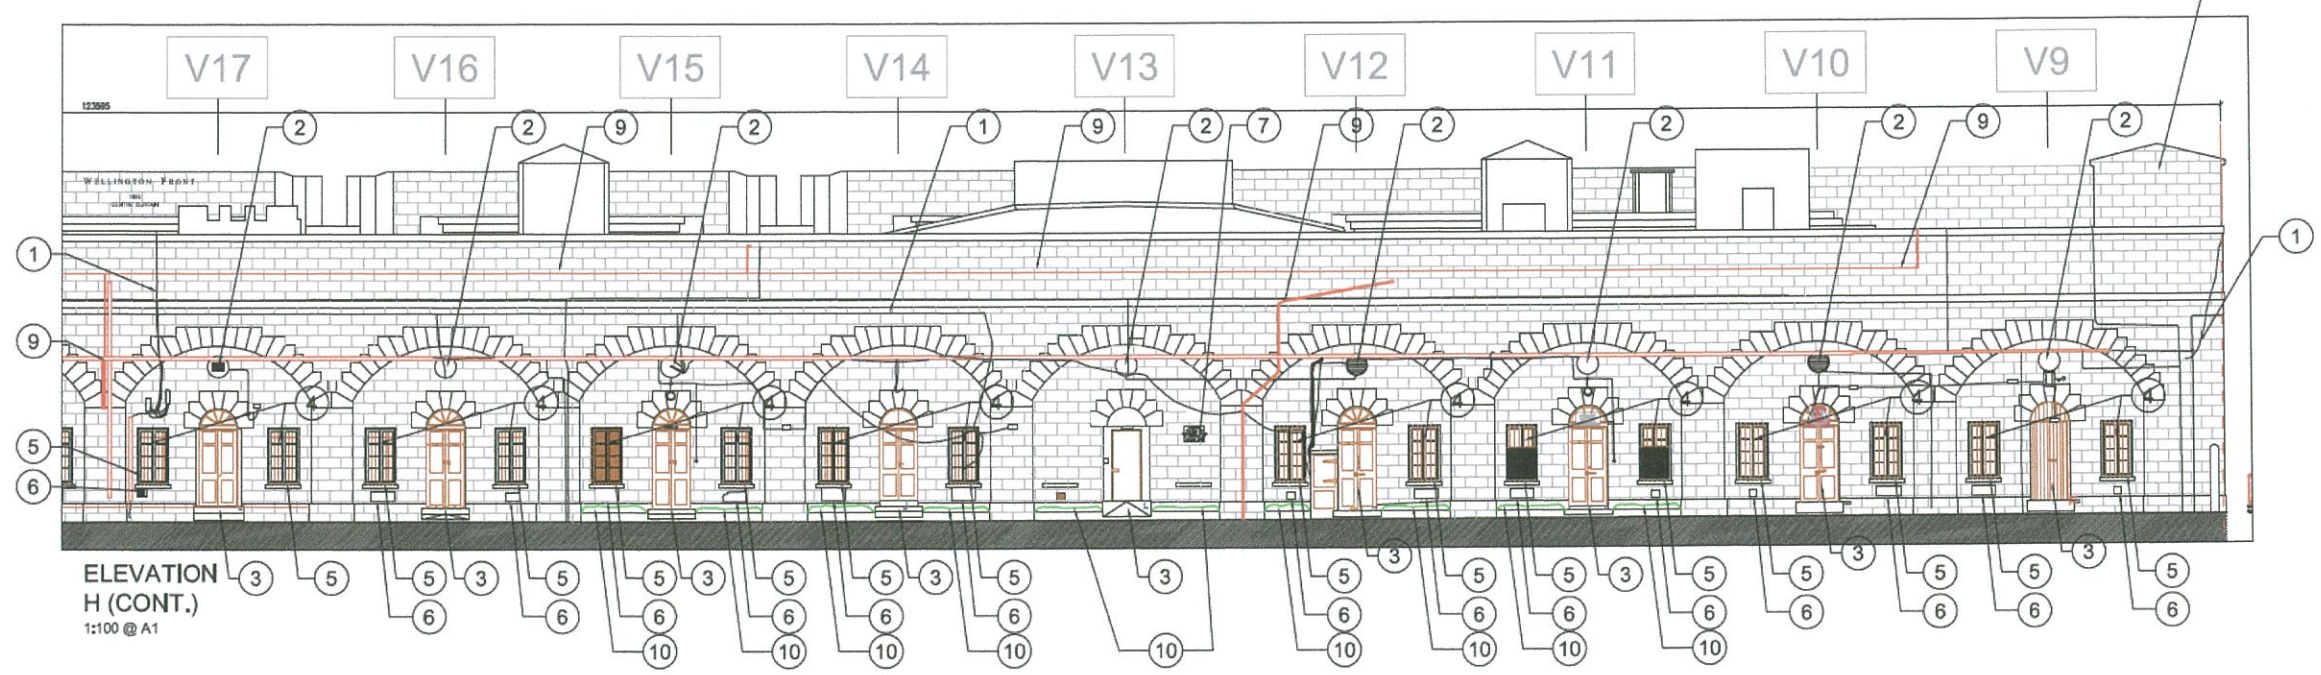 V17 V16 V15 V14 V13 V12 V11 V10 V9
123595
2 2 9 2 1 9 2 7 9 2 2 2 9 2
WELLINGTON FRONT
CENTRE CURTAIN
1 1
9
4 4 4 4 4 4 4 4
5
6
ELEVATION
H (CONT.)
1:100 @ A1
3 5 5 3 5 5 3 5 5 3 5 3 5 3 5 5 3 5 5 3 5 5 3 5
6 6 6 6 6 6 6 6 6 6 6 6 6 6
10 10 10 10 10 10 10 10 10